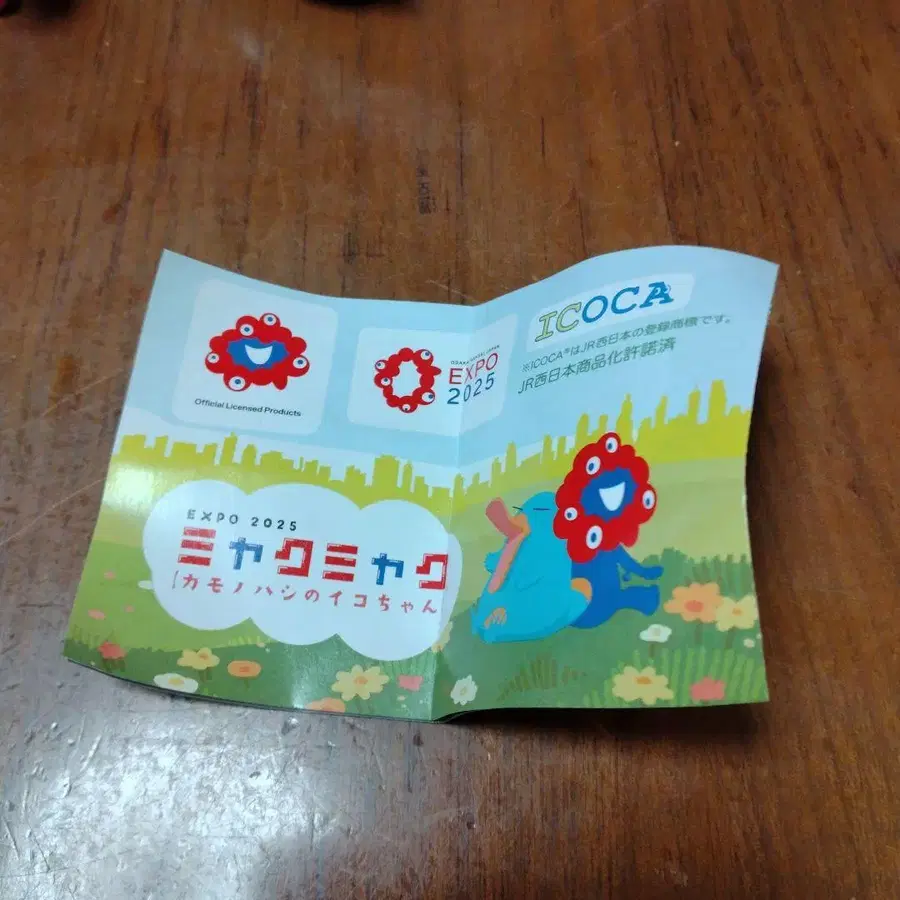 Official Licensed Products
OSAKA, KANSAI, JAPAN
EXPO
2025
ICOCA
※ICOCA®はJR西日本の登録商標です。
JR西日本商品化許諾済
EXPO 2025
ミャクミャク
カモノハシのイコちゃん